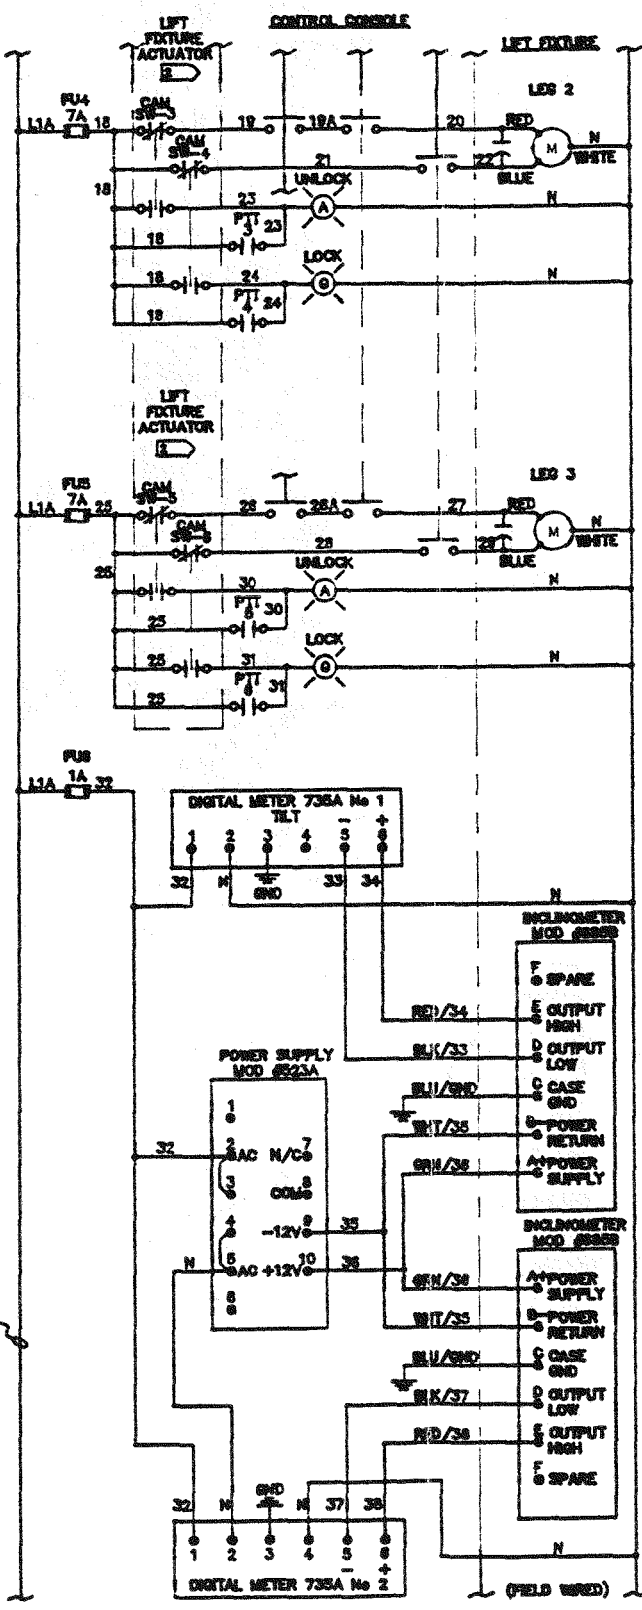 CONTROL CONSOLE
LIFT
FIXTURE
ACTUATOR
2
LIFT FIXTURE
LEG 2
FU4
7A
L1A
18
CAM
SW-3
19
19A
20
RED
M
N
WHITE
CAM
SW-4
21
22
BLUE
18
23
UNLOCK
A
N
18
PTT
3
23
18
24
LOCK
G
N
18
PTT
4
24
LIFT
FIXTURE
ACTUATOR
2
LEG 3
FU5
7A
L1A
25
CAM
SW-5
26
26A
27
RED
M
N
WHITE
CAM
SW-6
28
29
BLUE
25
30
UNLOCK
A
N
25
PTT
5
30
25
31
LOCK
G
N
25
PTT
6
31
FU6
1A
L1A
32
DIGITAL METER 735A No 1
TILT
- +
1 2 3 4 5 6
32 N GND 33 34
N
INCLINOMETER
MOD
F SPARE
RED/34 E OUTPUT
HIGH
BLK/33 D OUTPUT
LOW
BLU/GND C CASE
GND
WHT/35 B- POWER
RETURN
GRN/36 A+ POWER
SUPPLY
POWER SUPPLY
MOD #523A
1
32 2 AC N/C 7
3 COM 8
4 -12V 9 35
N 5 AC +12V 10 36
6
INCLINOMETER
MOD
GRN/36 A+ POWER
SUPPLY
WHT/35 B- POWER
RETURN
BLU/GND C CASE
GND
BLK/37 D OUTPUT
LOW
RED/38 E OUTPUT
HIGH
F SPARE
32 N GND N 37 38
1 2 3 4 5 6
- +
DIGITAL METER 735A No 2
N
(FIELD WIRED)